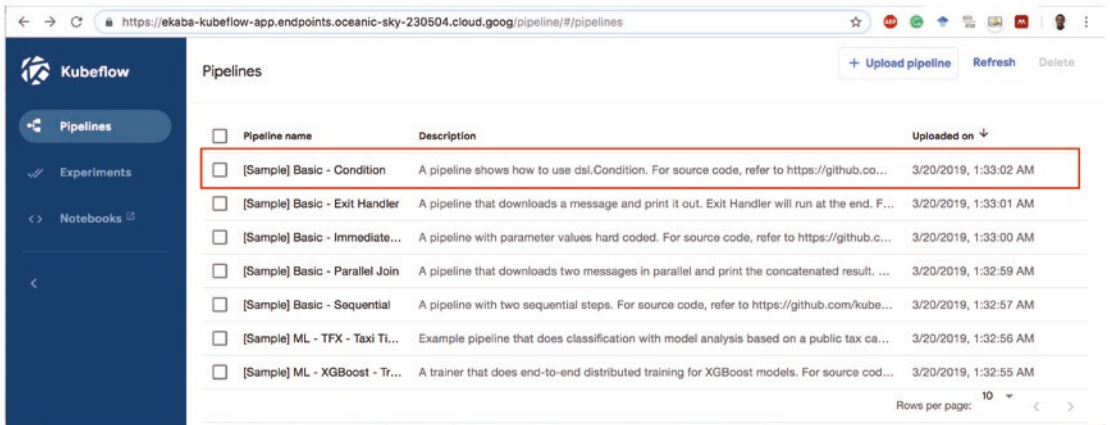 https://ekaba-kubeflow-app.endpoints.oceanic-sky-230504.cloud.goog/pipeline/#/pipelines
Kubeflow
Pipelines
+ Upload pipeline Refresh Delete
Pipelines
Experiments
Notebooks
Pipeline name Description Uploaded on
[Sample] Basic - Condition A pipeline shows how to use dsl.Condition. For source code, refer to https://github.co... 3/20/2019, 1:33:02 AM
[Sample] Basic - Exit Handler A pipeline that downloads a message and print it out. Exit Handler will run at the end. F... 3/20/2019, 1:33:01 AM
[Sample] Basic - Immediate... A pipeline with parameter values hard coded. For source code, refer to https://github.c... 3/20/2019, 1:33:00 AM
[Sample] Basic - Parallel Join A pipeline that downloads two messages in parallel and print the concatenated result. ... 3/20/2019, 1:32:59 AM
[Sample] Basic - Sequential A pipeline with two sequential steps. For source code, refer to https://github.com/kube... 3/20/2019, 1:32:57 AM
[Sample] ML - TFX - Taxi Ti... Example pipeline that does classification with model analysis based on a public tax ca... 3/20/2019, 1:32:56 AM
[Sample] ML - XGBoost - Tr... A trainer that does end-to-end distributed training for XGBoost models. For source cod... 3/20/2019, 1:32:55 AM
Rows per page: 10